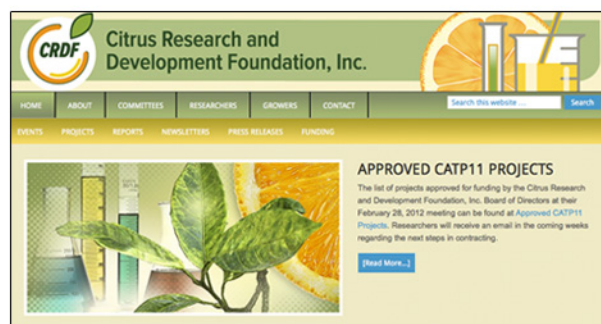 CRDF
Citrus Research and
Development Foundation, Inc.
HOME ABOUT COMMITTEES RESEARCHERS GROWERS CONTACT
Search this website ... Search
EVENTS PROJECTS REPORTS NEWSLETTERS PRESS RELEASES FUNDING
APPROVED CATP11 PROJECTS
The list of projects approved for funding by the Citrus Research
and Development Foundation, Inc. Board of Directors at their
February 28, 2012 meeting can be found at Approved CATP11
Projects. Researchers will receive an email in the coming weeks
regarding the next steps in contracting.
[Read More...]